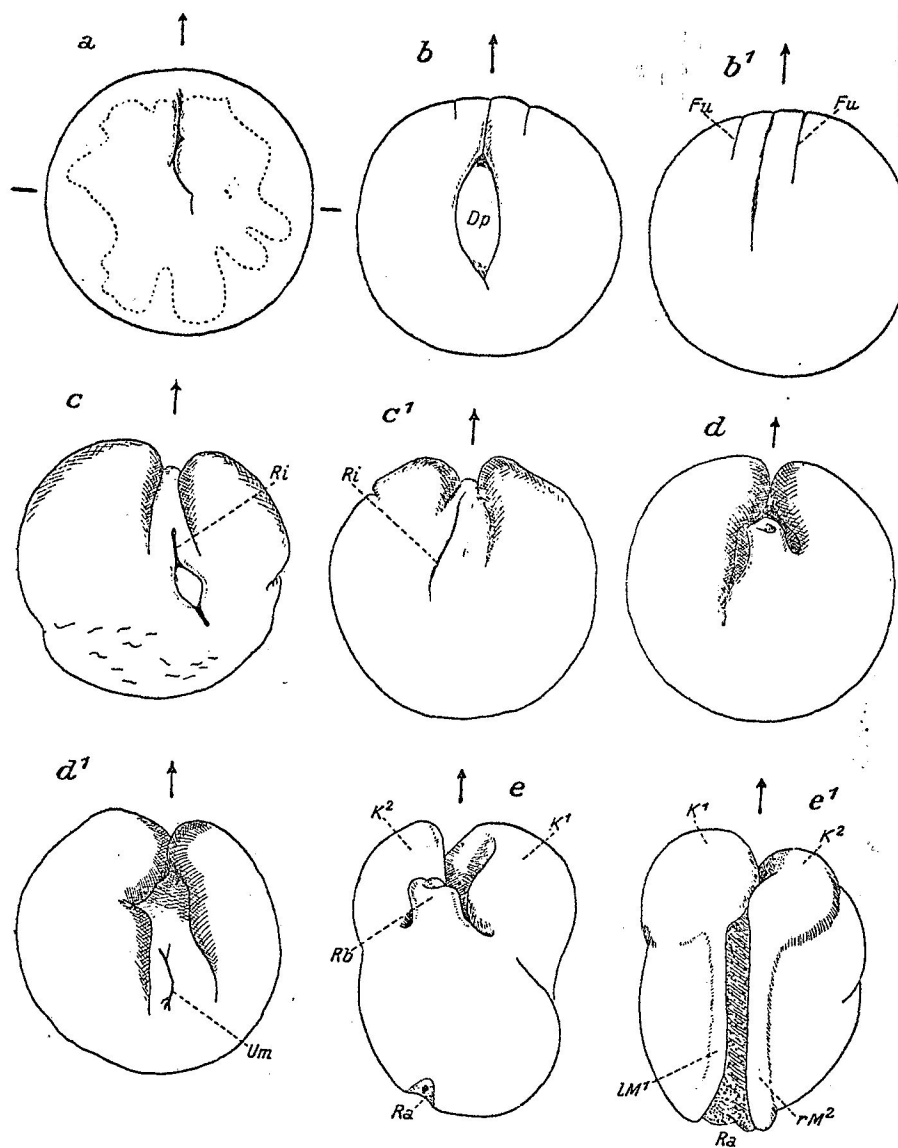 a
b
b¹
Fu
Fu
Dp
c
c¹
d
Ri
Ri
d¹
e
e¹
K²
K¹
K¹
K²
Rb
Um
lM¹
rM²
Ra
Ra